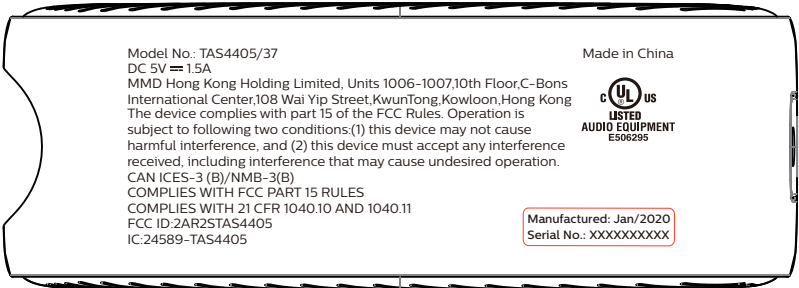 Model No.: TAS4405/37
DC 5V ⎓ 1.5A
MMD Hong Kong Holding Limited, Units 1006-1007,10th Floor,C-Bons
International Center,108 Wai Yip Street,KwunTong,Kowloon,Hong Kong
The device complies with part 15 of the FCC Rules. Operation is
subject to following two conditions:(1) this device may not cause
harmful interference, and (2) this device must accept any interference
received, including interference that may cause undesired operation.
CAN ICES-3 (B)/NMB-3(B)
COMPLIES WITH FCC PART 15 RULES
COMPLIES WITH 21 CFR 1040.10 AND 1040.11
FCC ID:2AR2STAS4405
IC:24589-TAS4405
Made in China
C UL ® US
LISTED
AUDIO EQUIPMENT
E506295
Manufactured: Jan/2020
Serial No.: XXXXXXXXXX